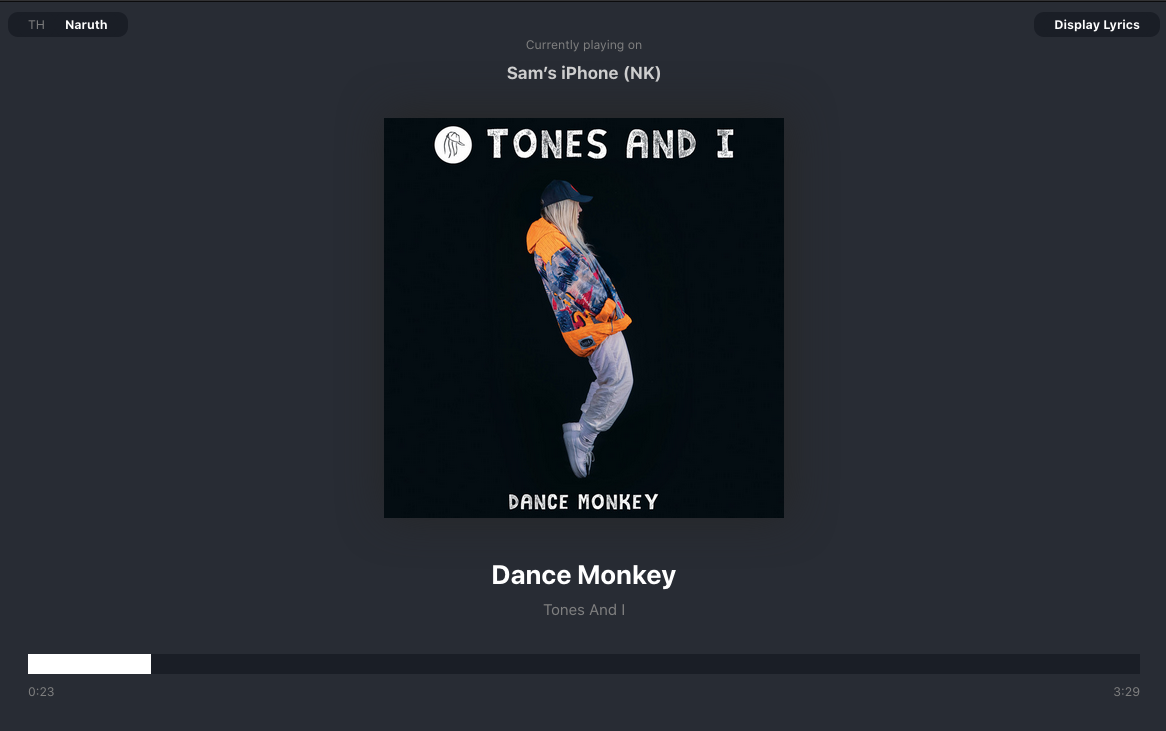 TH Naruth
Display Lyrics
Currently playing on
Sam’s iPhone (NK)
TONES AND I
DANCE MONKEY
Dance Monkey
Tones And I
0:23
3:29